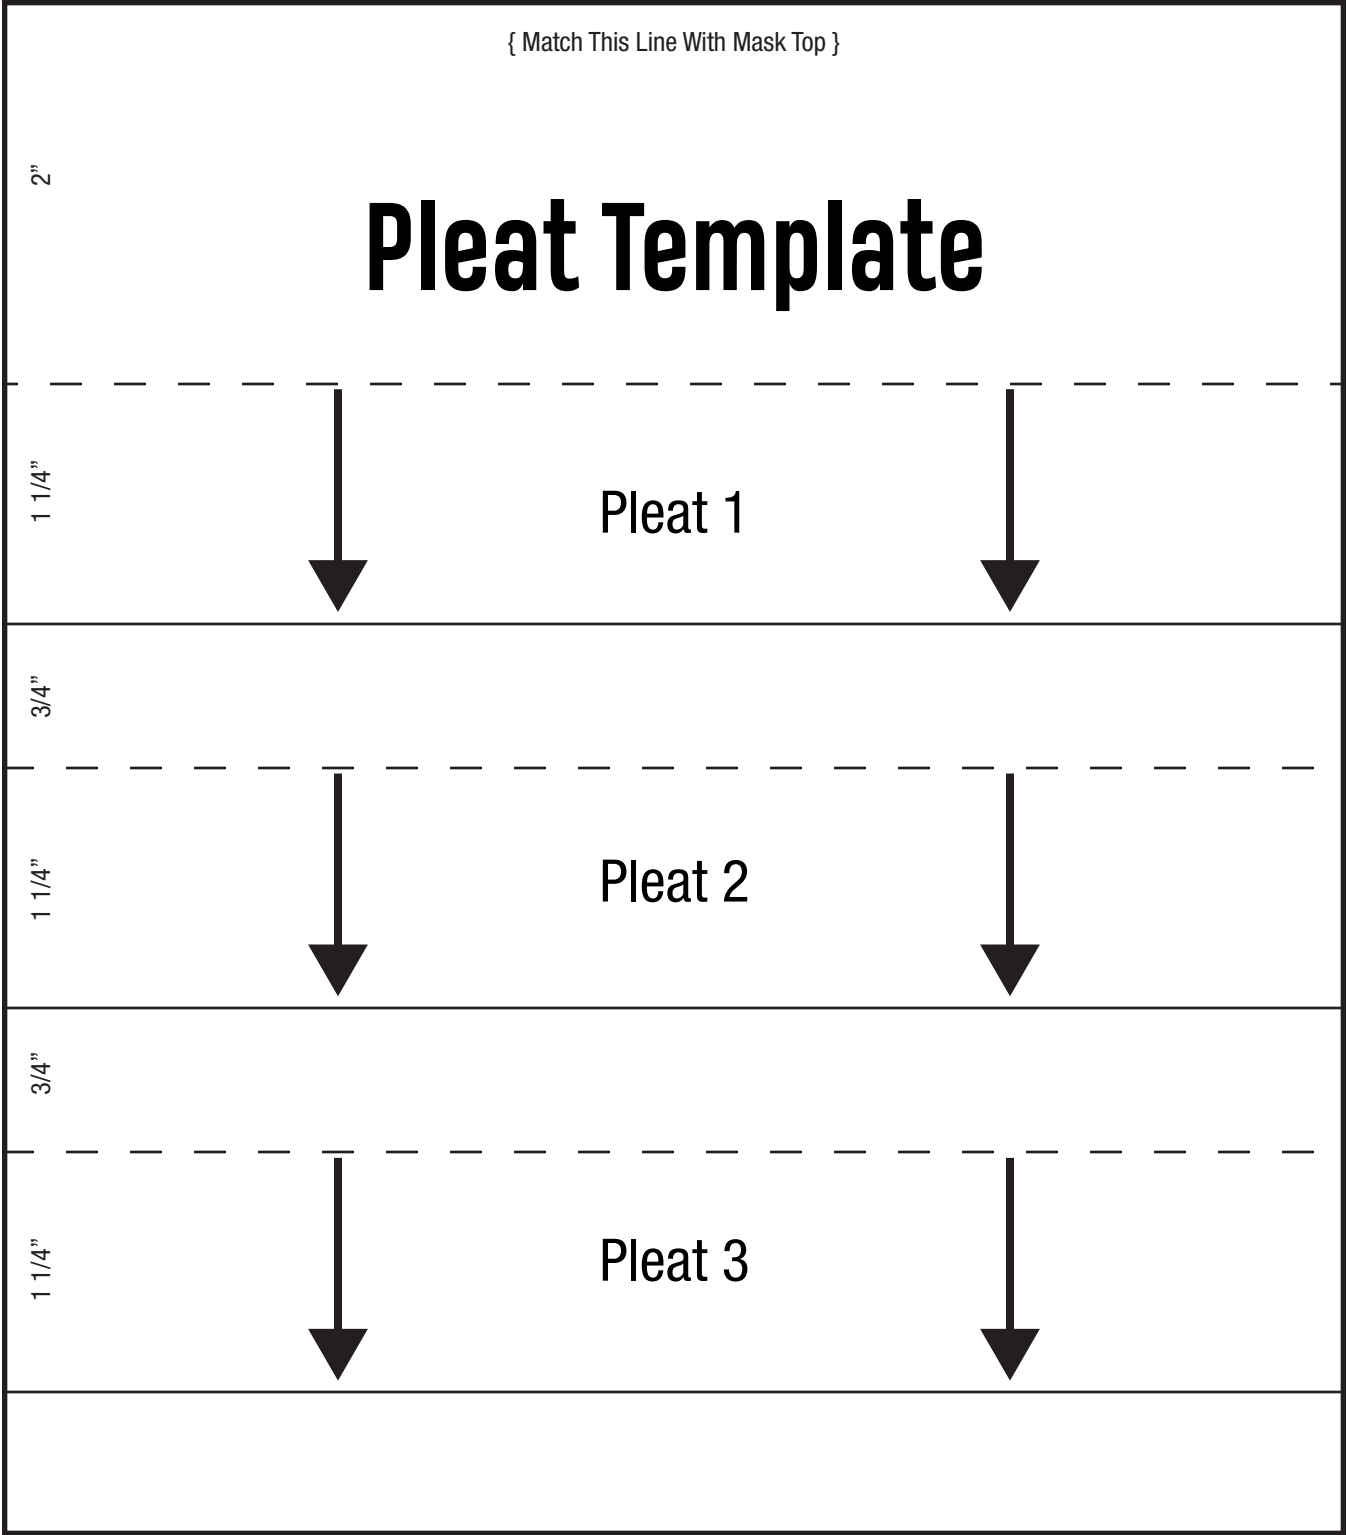 { Match This Line With Mask Top }
2”
Pleat Template
1 1/4”
Pleat 1
3/4”
1 1/4”
Pleat 2
3/4”
1 1/4”
Pleat 3